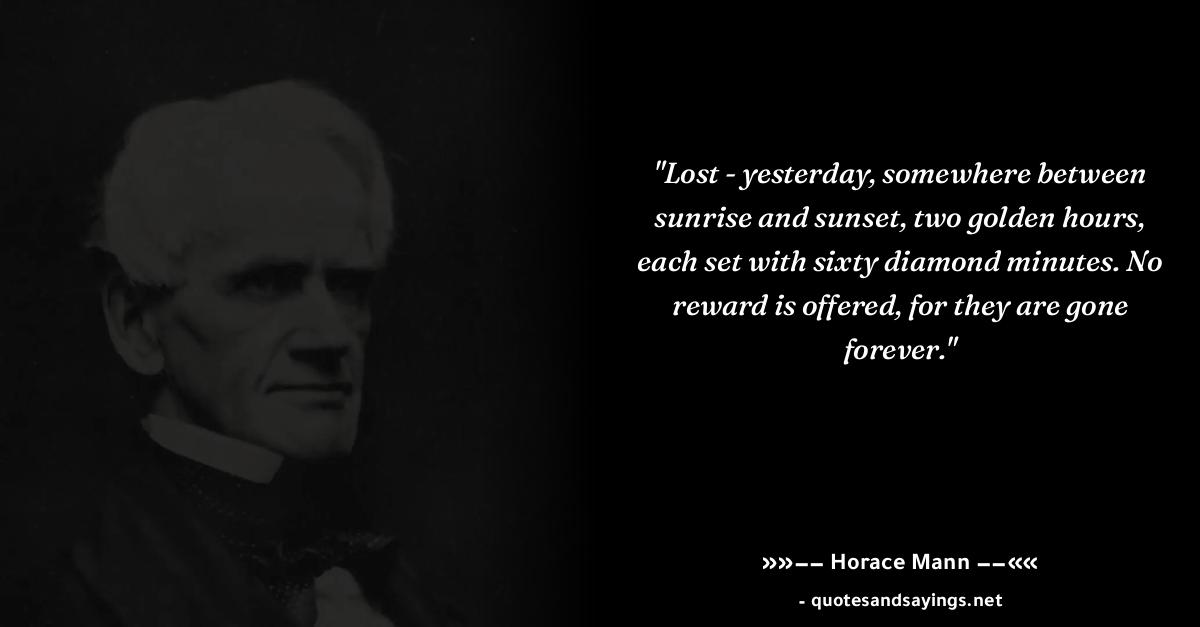 "Lost - yesterday, somewhere between
sunrise and sunset, two golden hours,
each set with sixty diamond minutes. No
reward is offered, for they are gone
forever."
»»−− Horace Mann −−««
- quotesandsayings.net